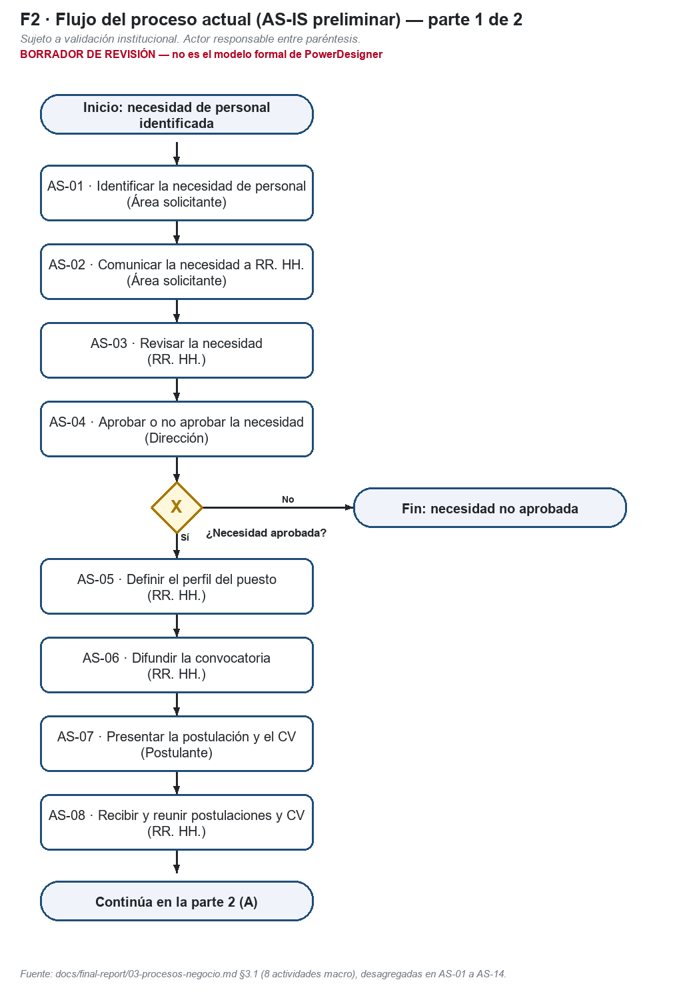 F2 · Flujo del proceso actual (AS-IS preliminar) — parte 1 de 2
Sujeto a validación institucional. Actor responsable entre paréntesis.
BORRADOR DE REVISIÓN — no es el modelo formal de PowerDesigner
Inicio: necesidad de personal
identificada
AS-01 · Identificar la necesidad de personal
(Área solicitante)
AS-02 · Comunicar la necesidad a RR. HH.
(Área solicitante)
AS-03 · Revisar la necesidad
(RR. HH.)
AS-04 · Aprobar o no aprobar la necesidad
(Dirección)
X
No
Fin: necesidad no aprobada
¿Necesidad aprobada?
Sí
AS-05 · Definir el perfil del puesto
(RR. HH.)
AS-06 · Difundir la convocatoria
(RR. HH.)
AS-07 · Presentar la postulación y el CV
(Postulante)
AS-08 · Recibir y reunir postulaciones y CV
(RR. HH.)
Continúa en la parte 2 (A)
Fuente: docs/final-report/03-procesos-negocio.md §3.1 (8 actividades macro), desagregadas en AS-01 a AS-14.